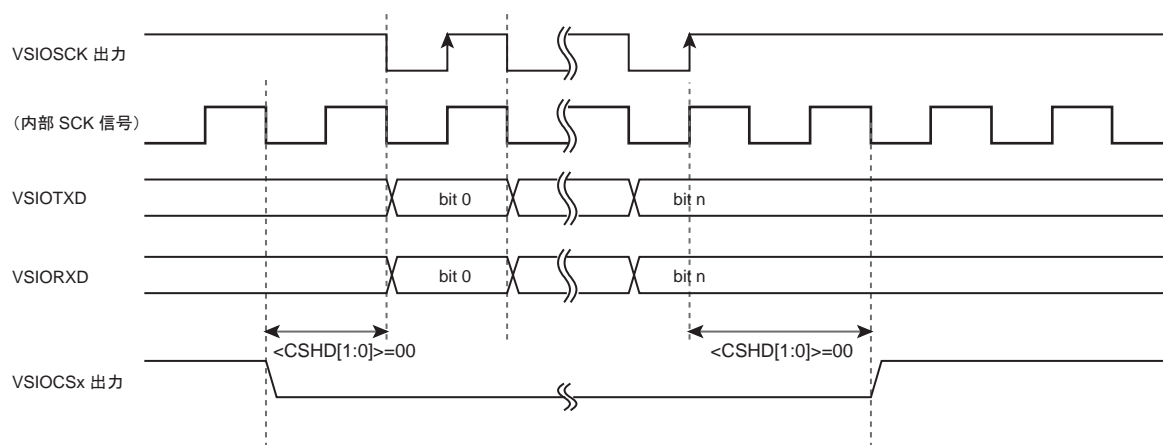 VSIOSCK 出力
（内部 SCK 信号）
VSIOTXD
bit 0
bit n
VSIORXD
bit 0
bit n
<CSHD[1:0]>=00
<CSHD[1:0]>=00
VSIOCSx 出力